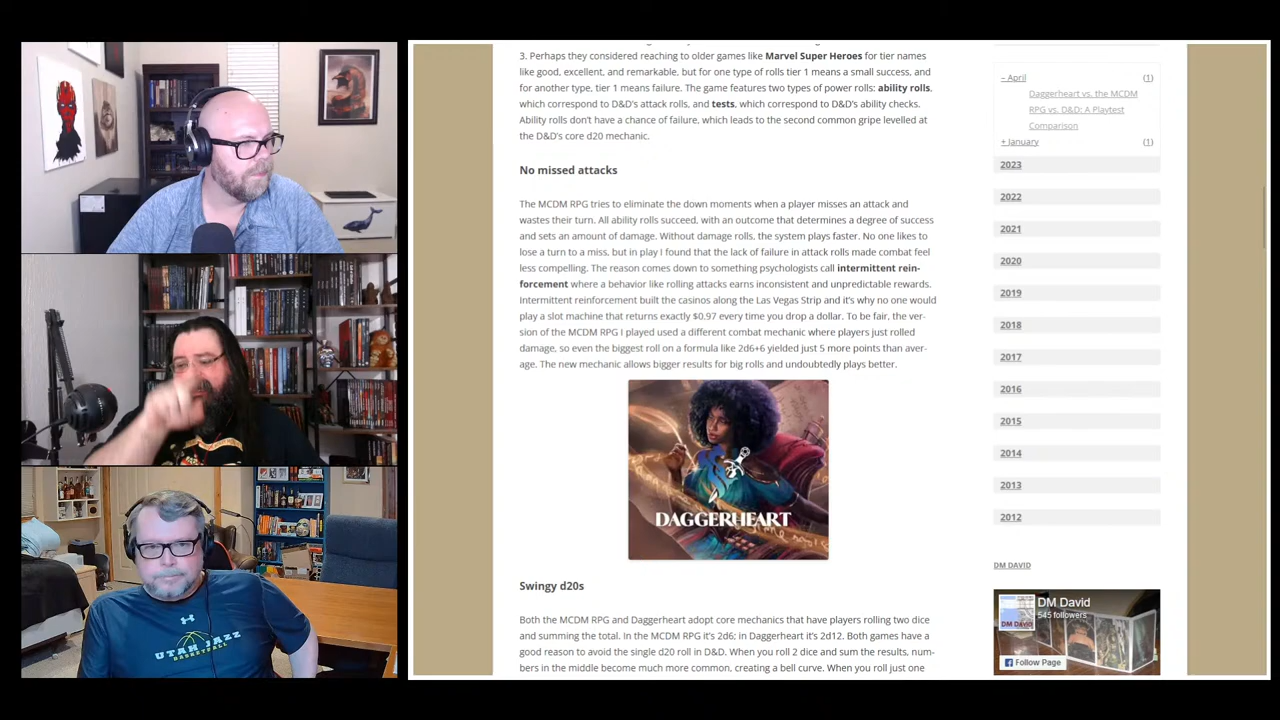 3. Perhaps they considered reaching to older games like Marvel Super Heroes for tier names
like good, excellent, and remarkable, but for one type of rolls tier 1 means a small success, and
for another type, tier 1 means failure. The game features two types of power rolls: ability rolls,
which correspond to D&D's attack rolls, and tests, which correspond to D&D's ability checks.
Ability rolls don't have a chance of failure, which leads to the second common gripe levelled at
the D&D's core d20 mechanic.
No missed attacks
The MCDM RPG tries to eliminate the down moments when a player misses an attack and
wastes their turn. All ability rolls succeed, with an outcome that determines a degree of success
and sets an amount of damage. Without damage rolls, the system plays faster. No one likes to
lose a turn to a miss, but in play I found that the lack of failure in attack rolls made combat feel
less compelling. The reason comes down to something psychologists call intermittent rein-
forcement where a behavior like rolling attacks earns inconsistent and unpredictable rewards.
Intermittent reinforcement built the casinos along the Las Vegas Strip and it's why no one would
play a slot machine that returns exactly $0.97 every time you drop a dollar. To be fair, the ver-
sion of the MCDM RPG I played used a different combat mechanic where players just rolled
damage, so even the biggest roll on a formula like 2d6+6 yielded just 5 more points than aver-
age. The new mechanic allows bigger results for big rolls and undoubtedly plays better.
DAGGERHEART
Swingy d20s
Both the MCDM RPG and Daggerheart adopt core mechanics that have players rolling two dice
and summing the total. In the MCDM RPG it's 2d6; in Daggerheart it's 2d12. Both games have a
good reason to avoid the single d20 roll in D&D. When you roll 2 dice and sum the results, num-
bers in the middle become much more common, creating a bell curve. When you roll just one
– April (1)
Daggerheart vs. the MCDM
RPG vs. D&D: A Playtest
Comparison
+ January (1)
2023
2022
2021
2020
2019
2018
2017
2016
2015
2014
2013
2012
DM DAVID
DM David
545 followers
Follow Page
UTAH JAZZ
BASKETBALL